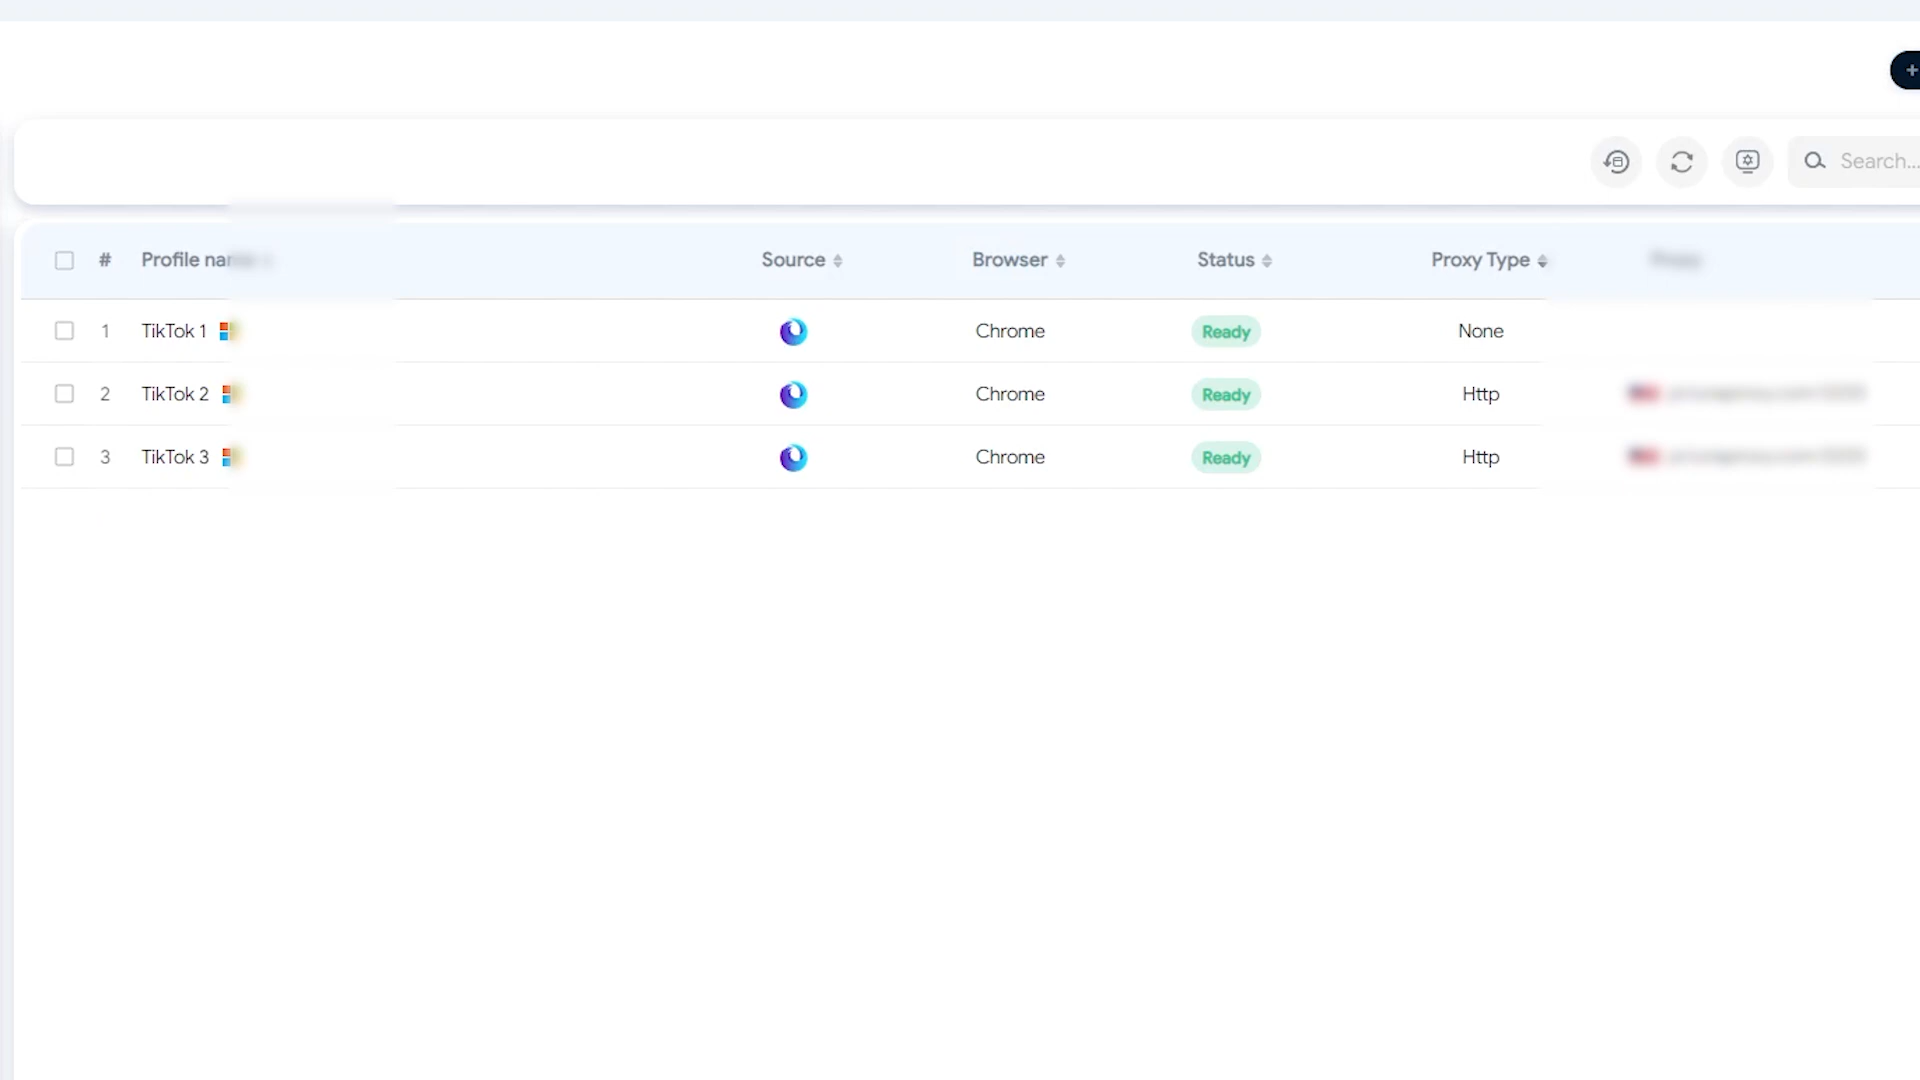 +
Search...
# Profile Source Browser Status Proxy Type
1 TikTok 1 Chrome Ready None
2 TikTok 2 Chrome Ready Http
3 TikTok 3 Chrome Ready Http